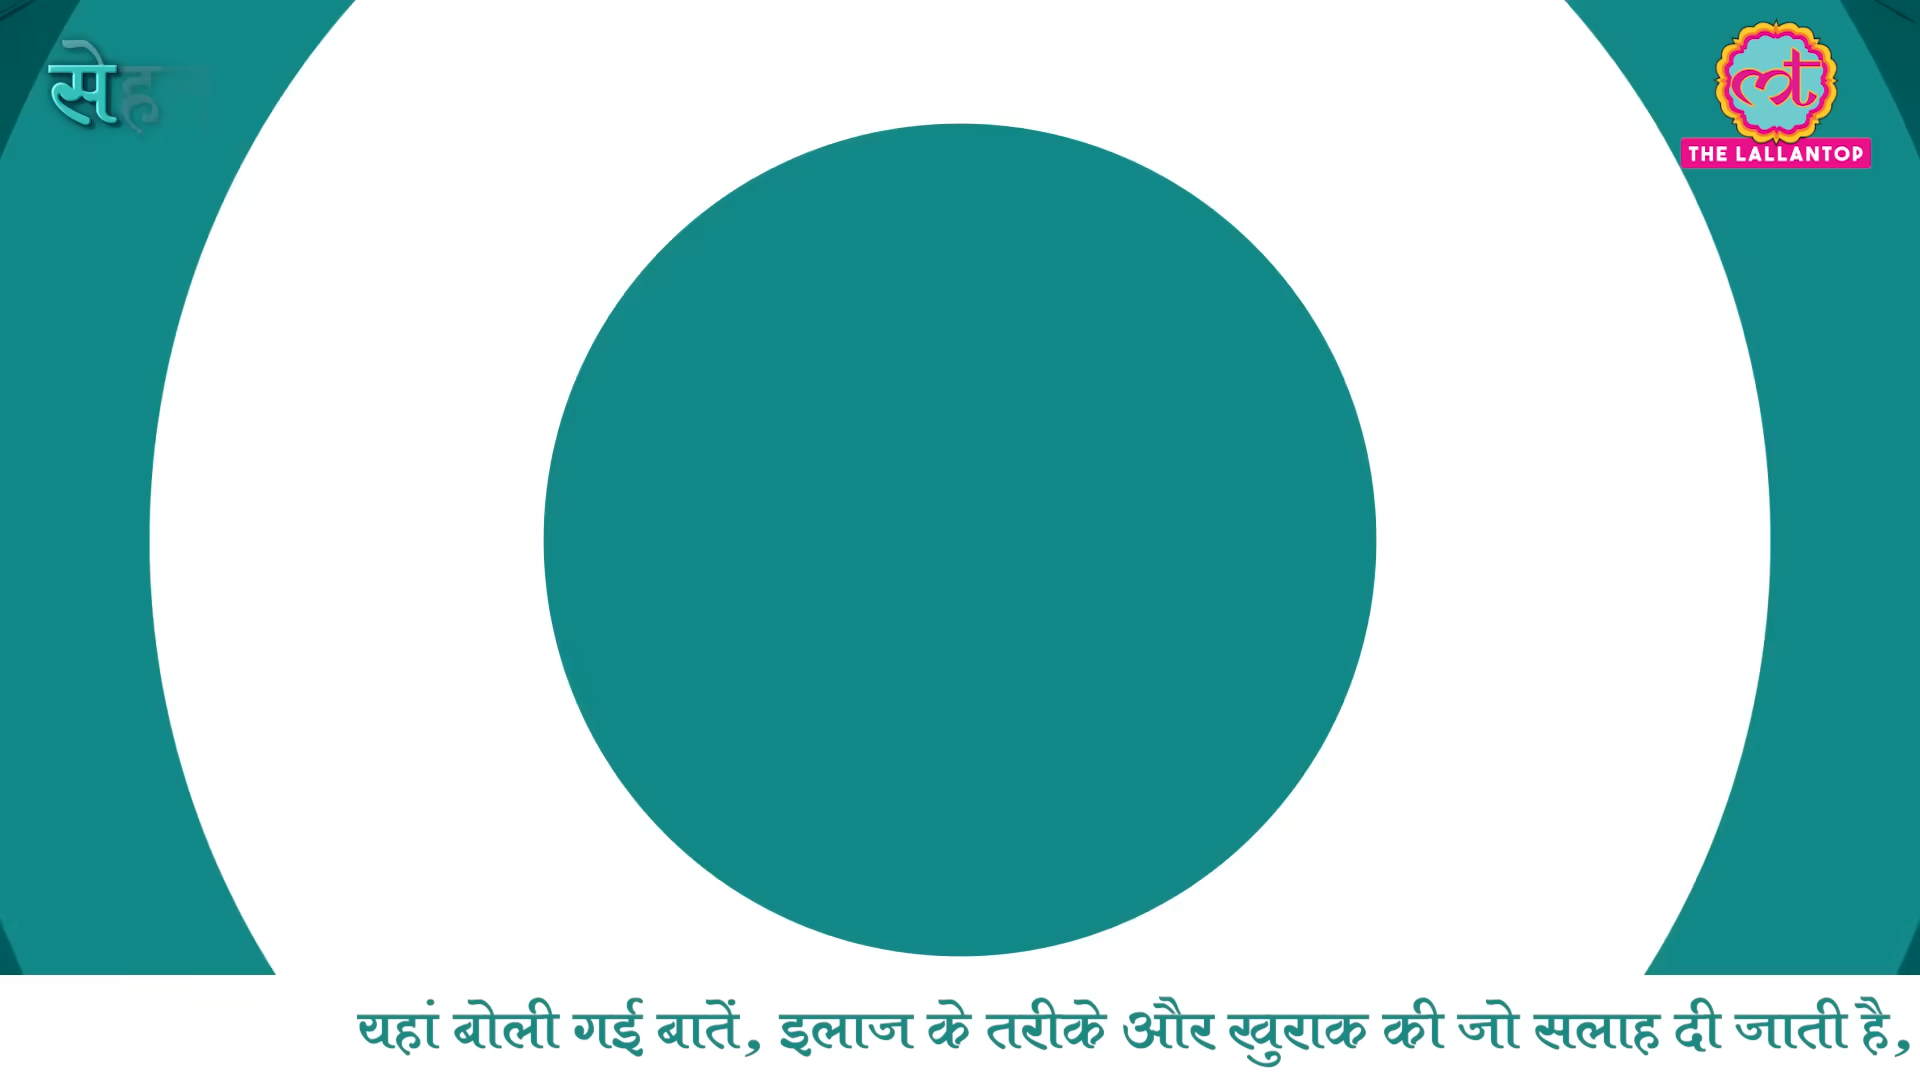 सेह
THE LALLANTOP
यहां बोली गई बातें, इलाज के तरीके और खुराक की जो सलाह दी जाती है,